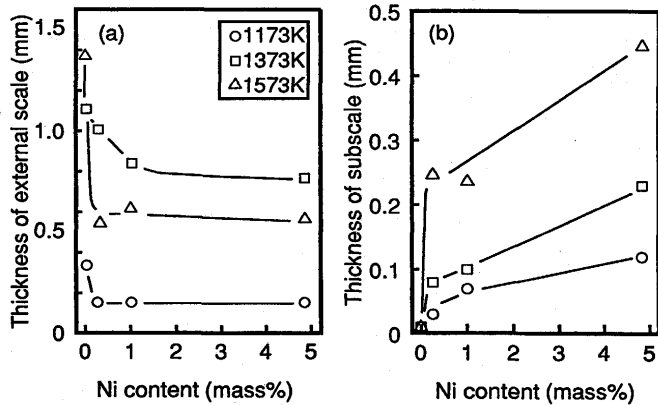 (a)
○ 1173K
□ 1373K
△ 1573K
Thickness of external scale (mm)
1.5
1.0
0.5
0
0 1 2 3 4 5
Ni content (mass%)
(b)
Thickness of subscale (mm)
0.5
0.4
0.3
0.2
0.1
0
0 1 2 3 4 5
Ni content (mass%)